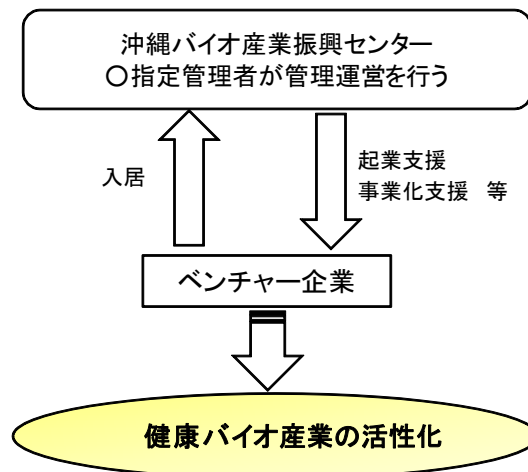 沖縄バイオ産業振興センター
○指定管理者が管理運営を行う
入居
起業支援
事業化支援　等
ベンチャー企業
健康バイオ産業の活性化